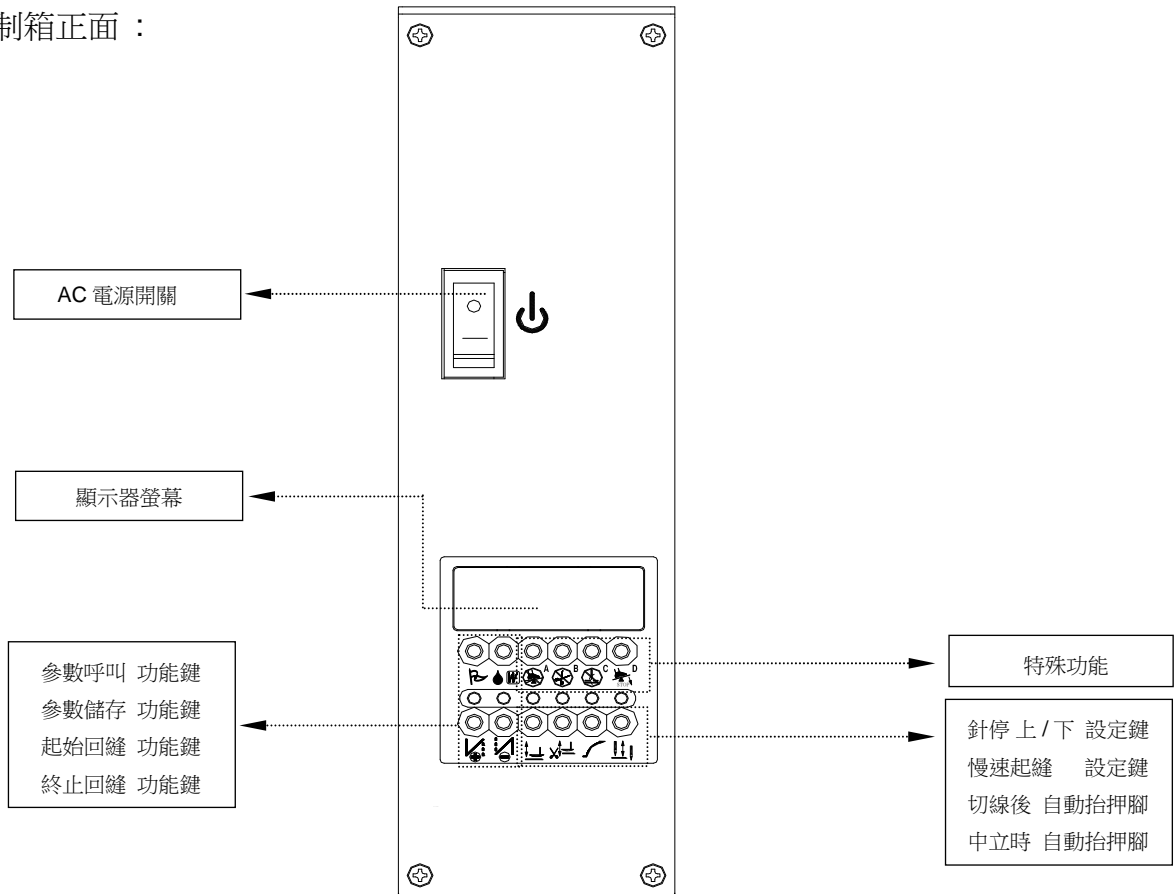 制箱正面：
AC 電源開關
顯示器螢幕
參數呼叫 功能鍵
參數儲存 功能鍵
起始回縫 功能鍵
終止回縫 功能鍵
A B C D
特殊功能
針停 上 / 下 設定鍵
慢速起縫 設定鍵
切線後 自動抬押腳
中立時 自動抬押腳